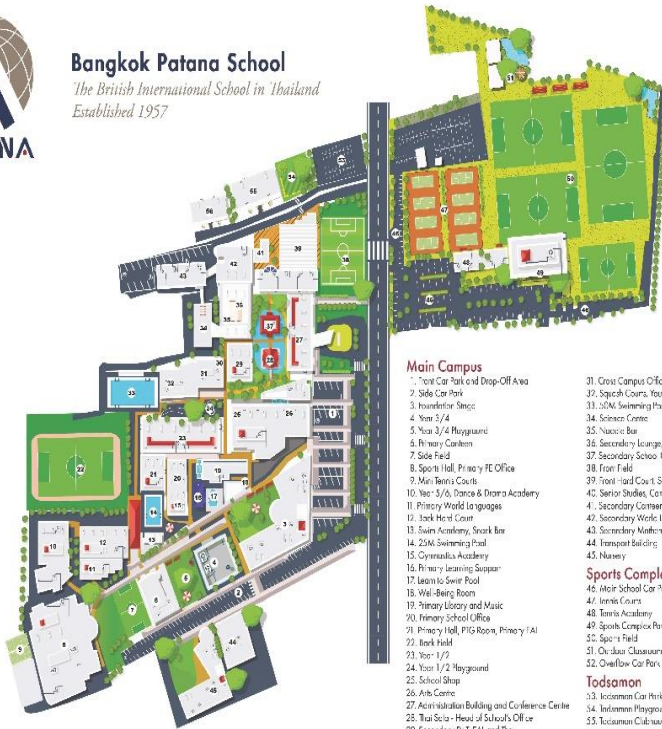 NA
Bangkok Patana School
The British International School in Thailand
Established 1957
Main Campus
1. Front Car Park and Drop-Off Area
2. Side Car Park
3. Foundation Stage
4. Year 3/4
5. Year 3/4 Playground
6. Primary Canteen
7. Side Field
8. Sports Hall, Primary PE Office
9. Mini Tennis Courts
10. Year 5/6, Dance & Drama Academy
11. Primary World Languages
12. Back Hard Court
13. Swim Academy, Snack Bar
14. 25M Swimming Pool
15. Gymnastics Academy
16. Primary Learning Support
17. Learn to Swim Pool
18. Well-Being Room
19. Primary Library and Music
20. Primary School Office
21. Primary Hall, PTG Room, Primary EAL
22. Back Field
23. Year 1/2
24. Year 1/2 Playground
25. School Shop
26. Arts Centre
27. Administration Building and Conference Centre
28. Thai Sala - Head of School's Office
31. Cross Campus Offic
32. Squash Courts, You
33. 50M Swimming Po
34. Science Centre
35. Noodle Bar
36. Secondary Lounge,
37. Secondary School
38. Front Field
39. Front Hard Court, S
40. Senior Studies, Car
41. Secondary Canteen
42. Secondary World L
43. Secondary Mathem
44. Transport Building
45. Nursery
Sports Comple
46. Main School Car P
47. Tennis Courts
48. Tennis Academy
49. Sports Complex Pa
50. Sports Field
51. Outdoor Classroom
52. Overflow Car Park
Todsamon
53. Todsamon Car Park
54. Todsamon Playgrou
55. Todsamon Clubhou